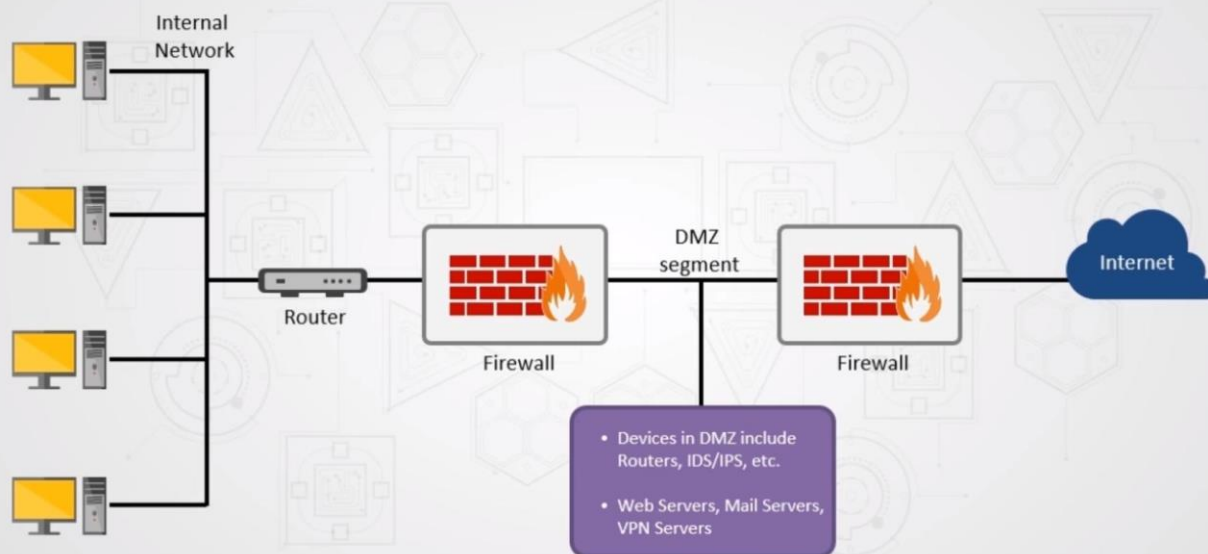 Internal
Network
Router
Firewall
DMZ
segment
Firewall
Internet
• Devices in DMZ include
Routers, IDS/IPS, etc.
• Web Servers, Mail Servers,
VPN Servers